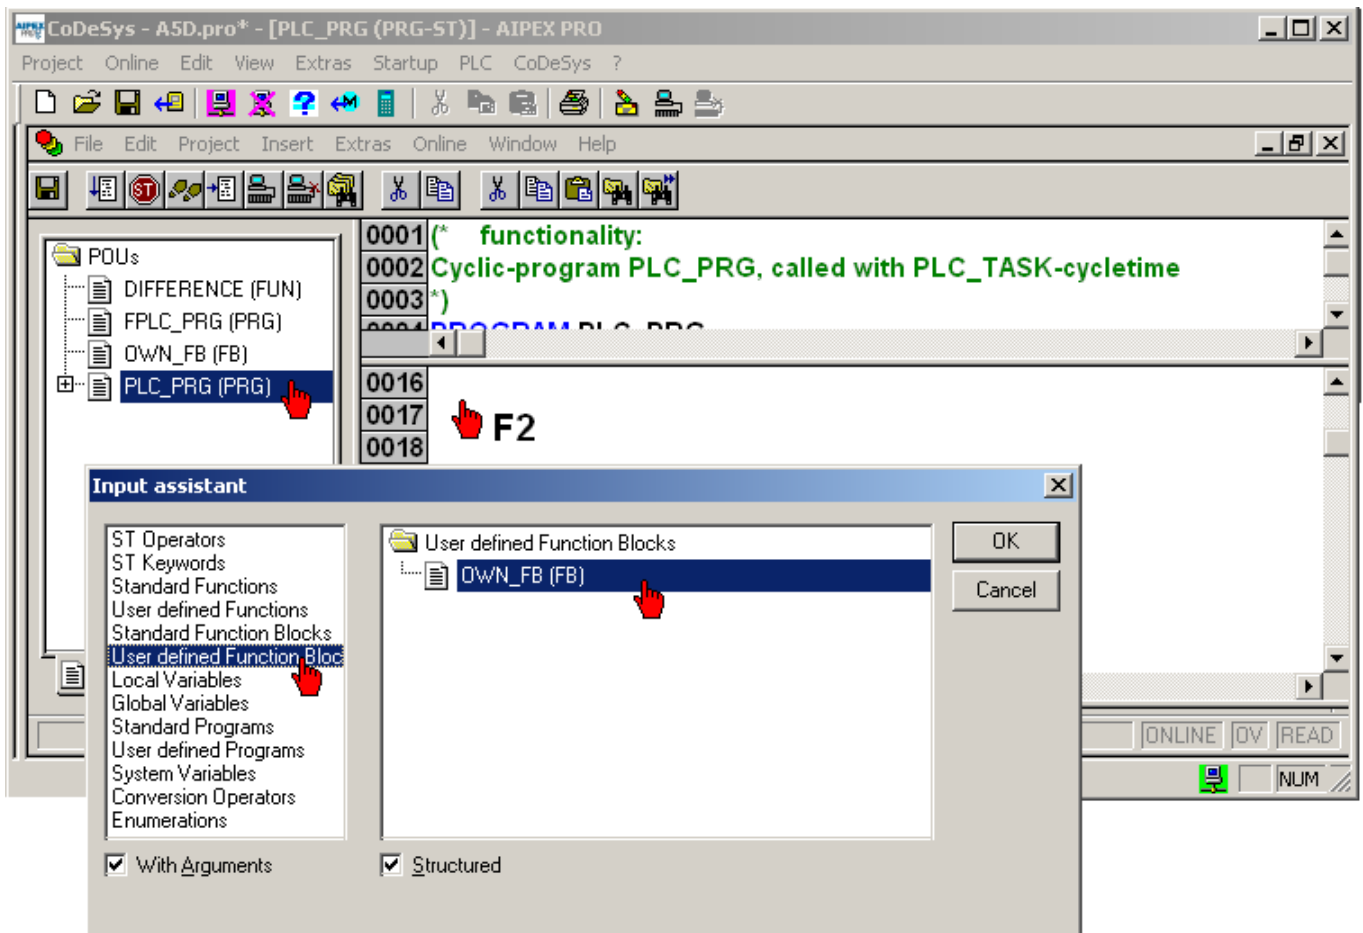 CoDeSys - A5D.pro* - [PLC_PRG (PRG-ST)] - AIPEX PRO
Project Online Edit View Extras Startup PLC CoDeSys ?
File Edit Project Insert Extras Online Window Help
POUs
DIFFERENCE (FUN)
FPLC_PRG (PRG)
OWN_FB (FB)
PLC_PRG (PRG)
0001 (* functionality:
0002 Cyclic-program PLC_PRG, called with PLC_TASK-cycletime
0003 *)
0004 PROGRAM PLC_PRG
0016
0017
F2
0018
Input assistant
ST Operators
ST Keywords
Standard Functions
User defined Functions
Standard Function Blocks
User defined Function Bloc
Local Variables
Global Variables
Standard Programs
User defined Programs
System Variables
Conversion Operators
Enumerations
With Arguments
User defined Function Blocks
OWN_FB (FB)
Structured
OK
Cancel
ONLINE OV READ
NUM